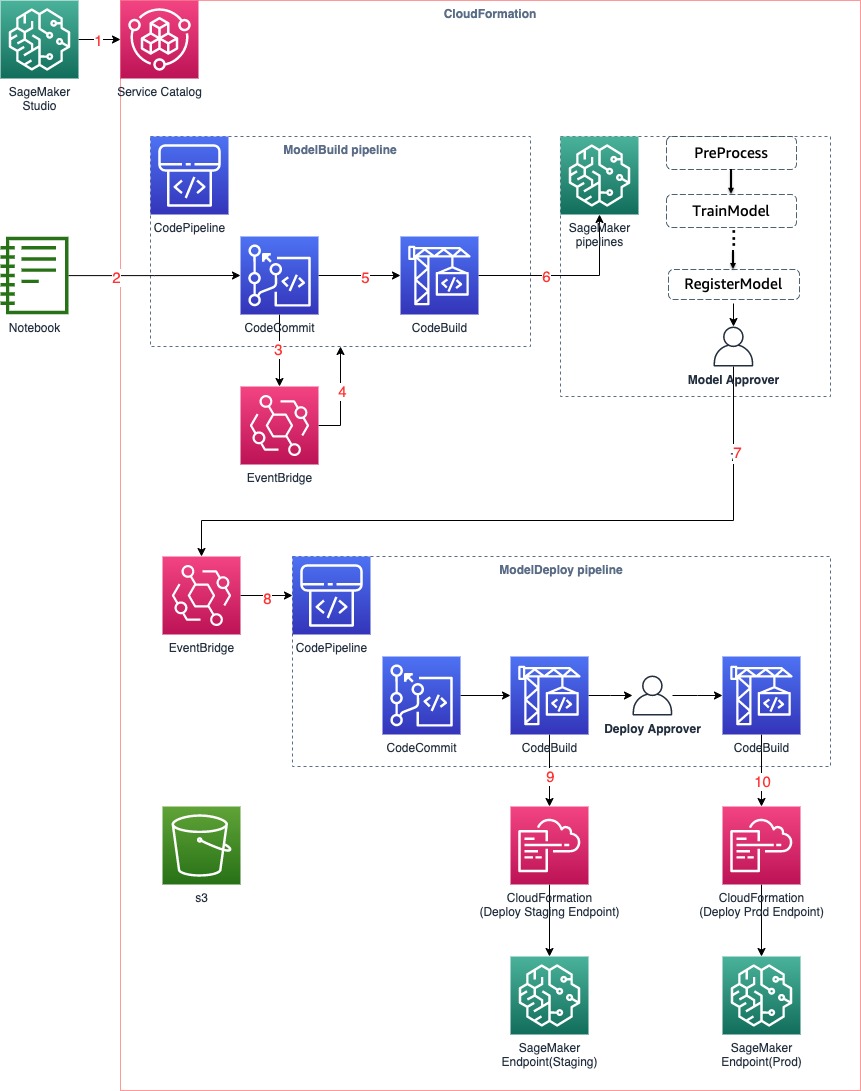 CloudFormation
1
SageMaker
Studio
Service Catalog
ModelBuild pipeline
PreProcess
CodePipeline
TrainModel
SageMaker
pipelines
2
5
6
RegisterModel
Notebook
CodeCommit
CodeBuild
3
4
Model Approver
EventBridge
7
ModelDeploy pipeline
8
EventBridge
CodePipeline
Deploy Approver
CodeCommit
CodeBuild
CodeBuild
9
10
s3
CloudFormation
(Deploy Staging Endpoint)
CloudFormation
(Deploy Prod Endpoint)
SageMaker
Endpoint(Staging)
SageMaker
Endpoint(Prod)